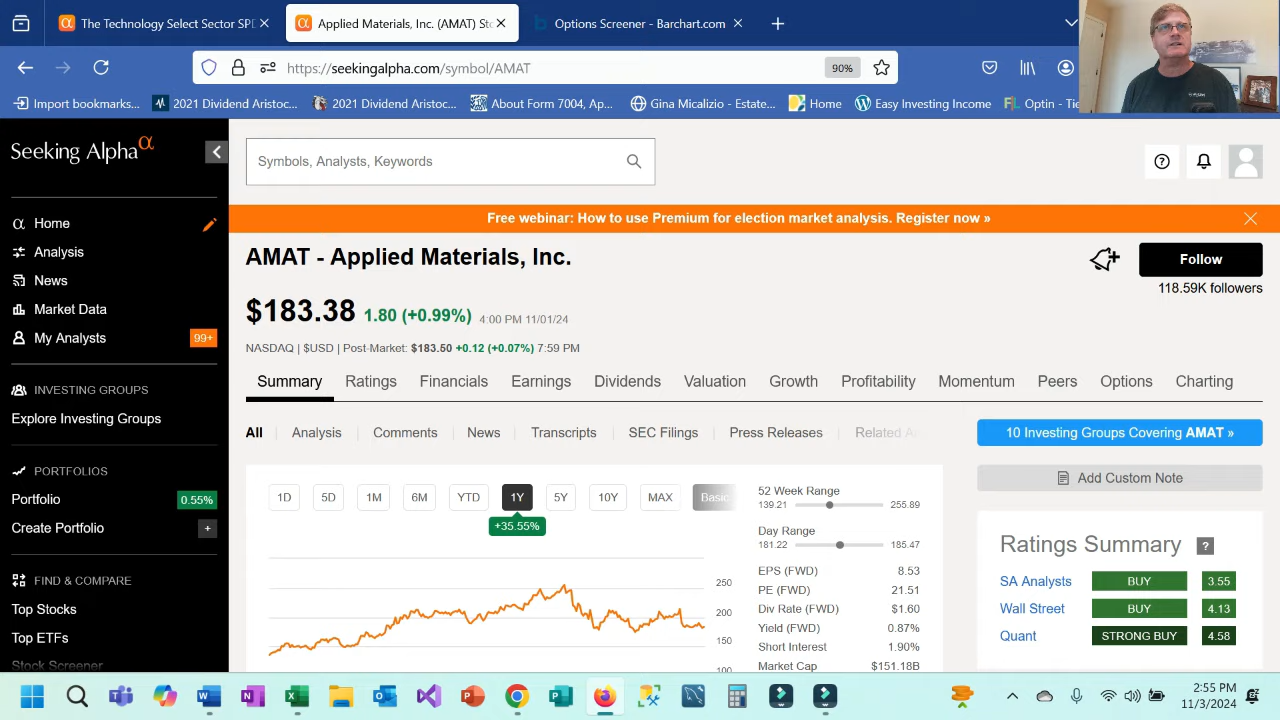 The Technology Select Sector SPD
Applied Materials, Inc. (AMAT) Sto
Options Screener - Barchart.com
https://seekingalpha.com/symbol/AMAT
90%
Import bookmarks...
2021 Dividend Aristoc...
2021 Dividend Aristoc...
About Form 7004, Ap...
Gina Micalizio - Estate...
Home
Easy Investing Income
Optin - Tie
Seeking Alpha α
Symbols, Analysts, Keywords
Free webinar: How to use Premium for election market analysis. Register now »
Home
Analysis
News
Market Data
My Analysts
99+
INVESTING GROUPS
Explore Investing Groups
PORTFOLIOS
Portfolio
0.55%
Create Portfolio
+
FIND & COMPARE
Top Stocks
Top ETFs
Stock Screener
AMAT - Applied Materials, Inc.
Follow
118.59K followers
$183.38 1.80 (+0.99%) 4:00 PM 11/01/24
NASDAQ | $USD | Post-Market: $183.50 +0.12 (+0.07%) 7:59 PM
Summary
Ratings
Financials
Earnings
Dividends
Valuation
Growth
Profitability
Momentum
Peers
Options
Charting
All
Analysis
Comments
News
Transcripts
SEC Filings
Press Releases
Related An
10 Investing Groups Covering AMAT »
Add Custom Note
1D
5D
1M
6M
YTD
1Y
5Y
10Y
MAX
Basic
+35.55%
250
200
150
100
52 Week Range
139.21
255.89
Day Range
181.22
185.47
EPS (FWD) 8.53
PE (FWD) 21.51
Div Rate (FWD) $1.60
Yield (FWD) 0.87%
Short Interest 1.90%
Market Cap $151.18B
Ratings Summary ?
SA Analysts BUY 3.55
Wall Street BUY 4.13
Quant STRONG BUY 4.58
2:55 PM
11/3/2024